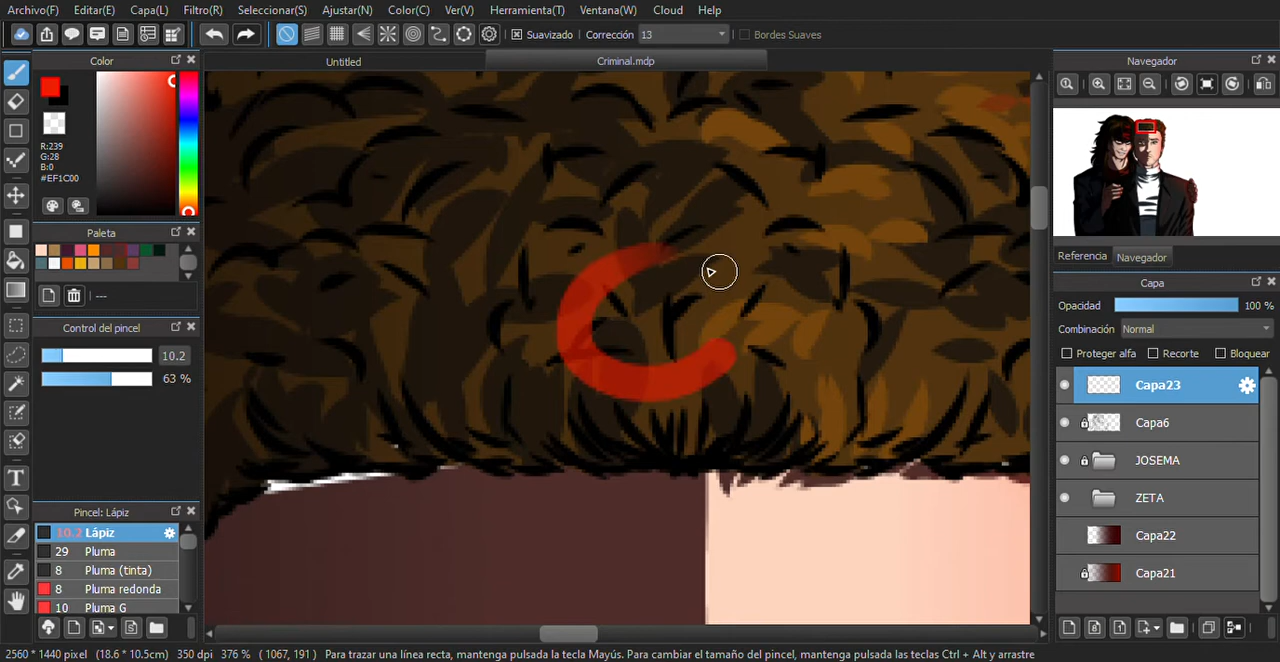 Archivo(F) Editar(E) Capa(L) Filtro(R) Seleccionar(S) Ajustar(N) Color(C) Ver(V) Herramienta(T) Ventana(W) Cloud Help
Suavizado Corrección 13 Bordes Suaves
Color
Untitled Criminal.mdp
Navegador
R:239
G:28
B:0
#EF1C00
Paleta
---
Control del pincel
10.2
63 %
Pincel: Lápiz
10.2 Lápiz
29 Pluma
8 Pluma (tinta)
8 Pluma redonda
10 Pluma G
Referencia Navegador
Capa
Opacidad 100 %
Combinación Normal
Proteger alfa Recorte Bloquear
Capa23
Capa6
JOSEMA
ZETA
Capa22
Capa21
2560 * 1440 pixel (18.6 * 10.5cm) 350 dpi 376 % ( 1067, 191 ) Para trazar una línea recta, mantenga pulsada la tecla Mayús. Para cambiar el tamaño del pincel, mantenga pulsadas las teclas Ctrl + Alt y arrastre